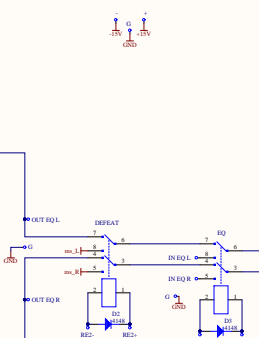 - +
G
-15V +15V
GND
OUT EQ L
DEFEAT
EQ
7 6
7 6
G
GND
ms_L 8
4 3
IN EQ L 8
4 3
ms_R 5
IN EQ R 5
2 1
G
GND
2 1
OUT EQ R
D2
4148
D3
4148
RE2- RE2+